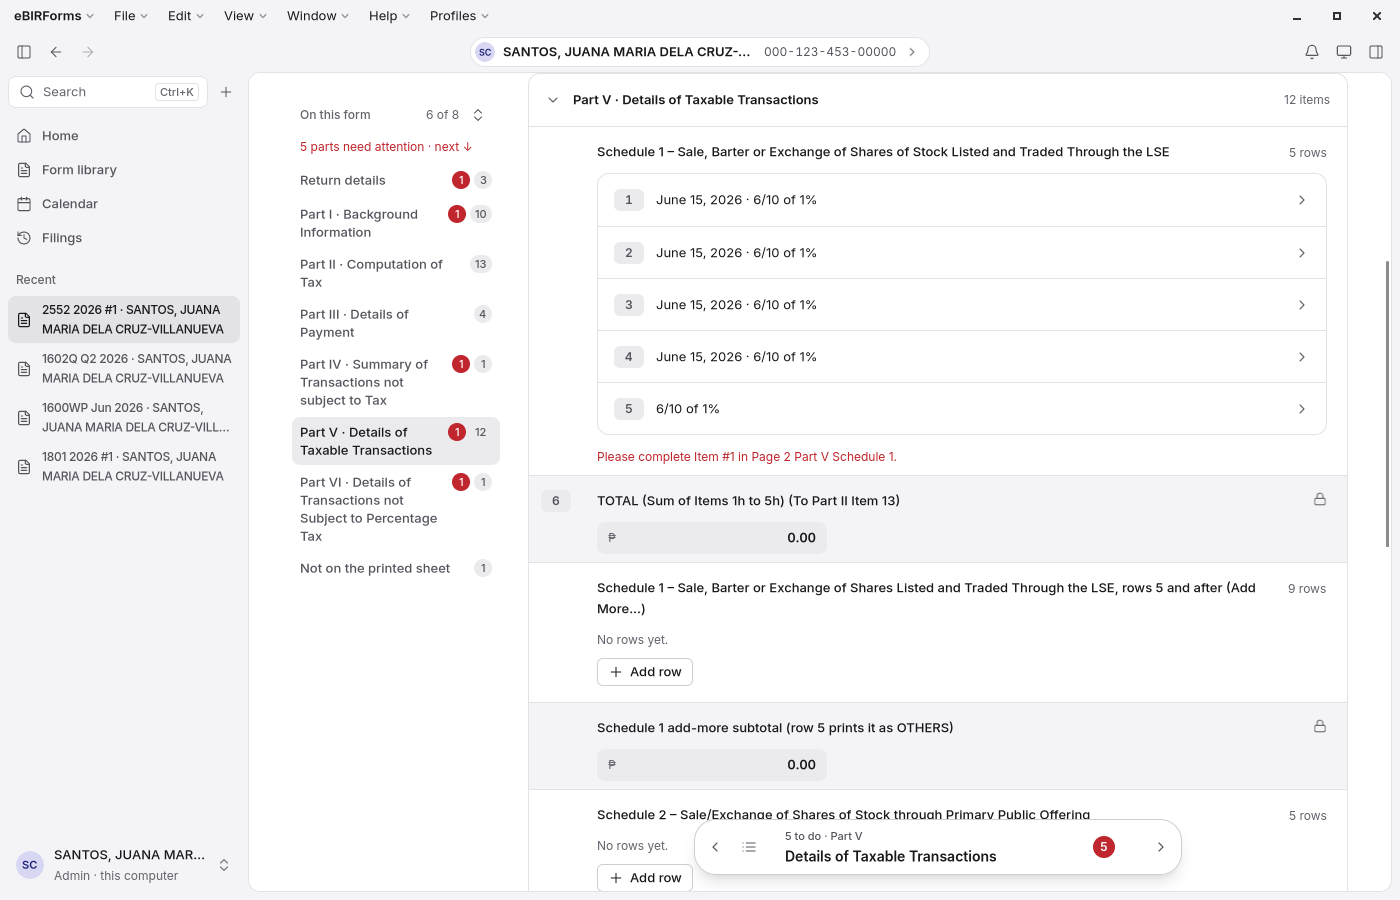 eBIRForms
File
Edit
View
Window
Help
Profiles
SC
SANTOS, JUANA MARIA DELA CRUZ-...
000-123-453-00000
Search
Ctrl+K
Home
Form library
Calendar
Filings
Recent
2552 2026 #1 · SANTOS, JUANA
MARIA DELA CRUZ-VILLANUEVA
1602Q Q2 2026 · SANTOS, JUANA
MARIA DELA CRUZ-VILLANUEVA
1600WP Jun 2026 · SANTOS,
JUANA MARIA DELA CRUZ-VILL...
1801 2026 #1 · SANTOS, JUANA
MARIA DELA CRUZ-VILLANUEVA
SC
SANTOS, JUANA MAR...
Admin · this computer
On this form
6 of 8
5 parts need attention · next ↓
Return details
1
3
Part I · Background
Information
1
10
Part II · Computation of
Tax
13
Part III · Details of
Payment
4
Part IV · Summary of
Transactions not
subject to Tax
1
1
Part V · Details of
Taxable Transactions
1
12
Part VI · Details of
Transactions not
Subject to Percentage
Tax
1
1
Not on the printed sheet
1
Part V · Details of Taxable Transactions
12 items
Schedule 1 – Sale, Barter or Exchange of Shares of Stock Listed and Traded Through the LSE
5 rows
1
June 15, 2026 · 6/10 of 1%
2
June 15, 2026 · 6/10 of 1%
3
June 15, 2026 · 6/10 of 1%
4
June 15, 2026 · 6/10 of 1%
5
6/10 of 1%
Please complete Item #1 in Page 2 Part V Schedule 1.
6
TOTAL (Sum of Items 1h to 5h) (To Part II Item 13)
₱
0.00
Schedule 1 – Sale, Barter or Exchange of Shares Listed and Traded Through the LSE, rows 5 and after (Add
More...)
9 rows
No rows yet.
Add row
Schedule 1 add-more subtotal (row 5 prints it as OTHERS)
₱
0.00
Schedule 2 – Sale/Exchange of Shares of Stock through Primary Public Offering
5 rows
No rows yet.
Add row
5 to do · Part V
Details of Taxable Transactions
5